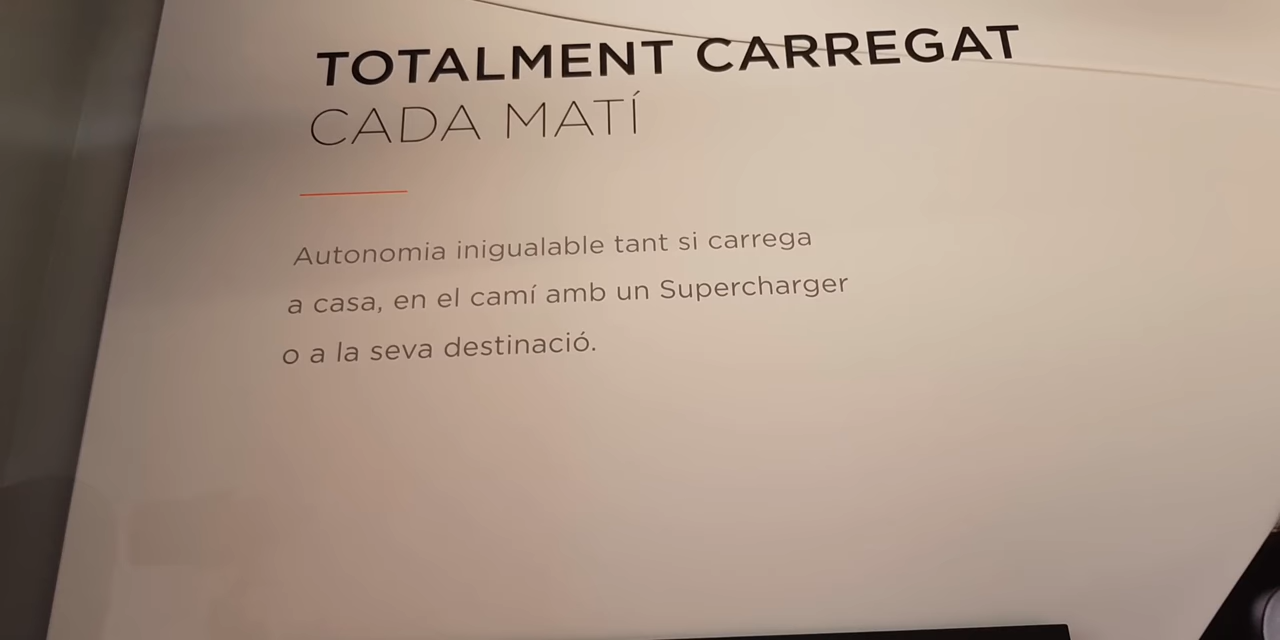 TOTALMENT CARREGAT
CADA MATÍ
Autonomia inigualable tant si carrega
a casa, en el camí amb un Supercharger
o a la seva destinació.